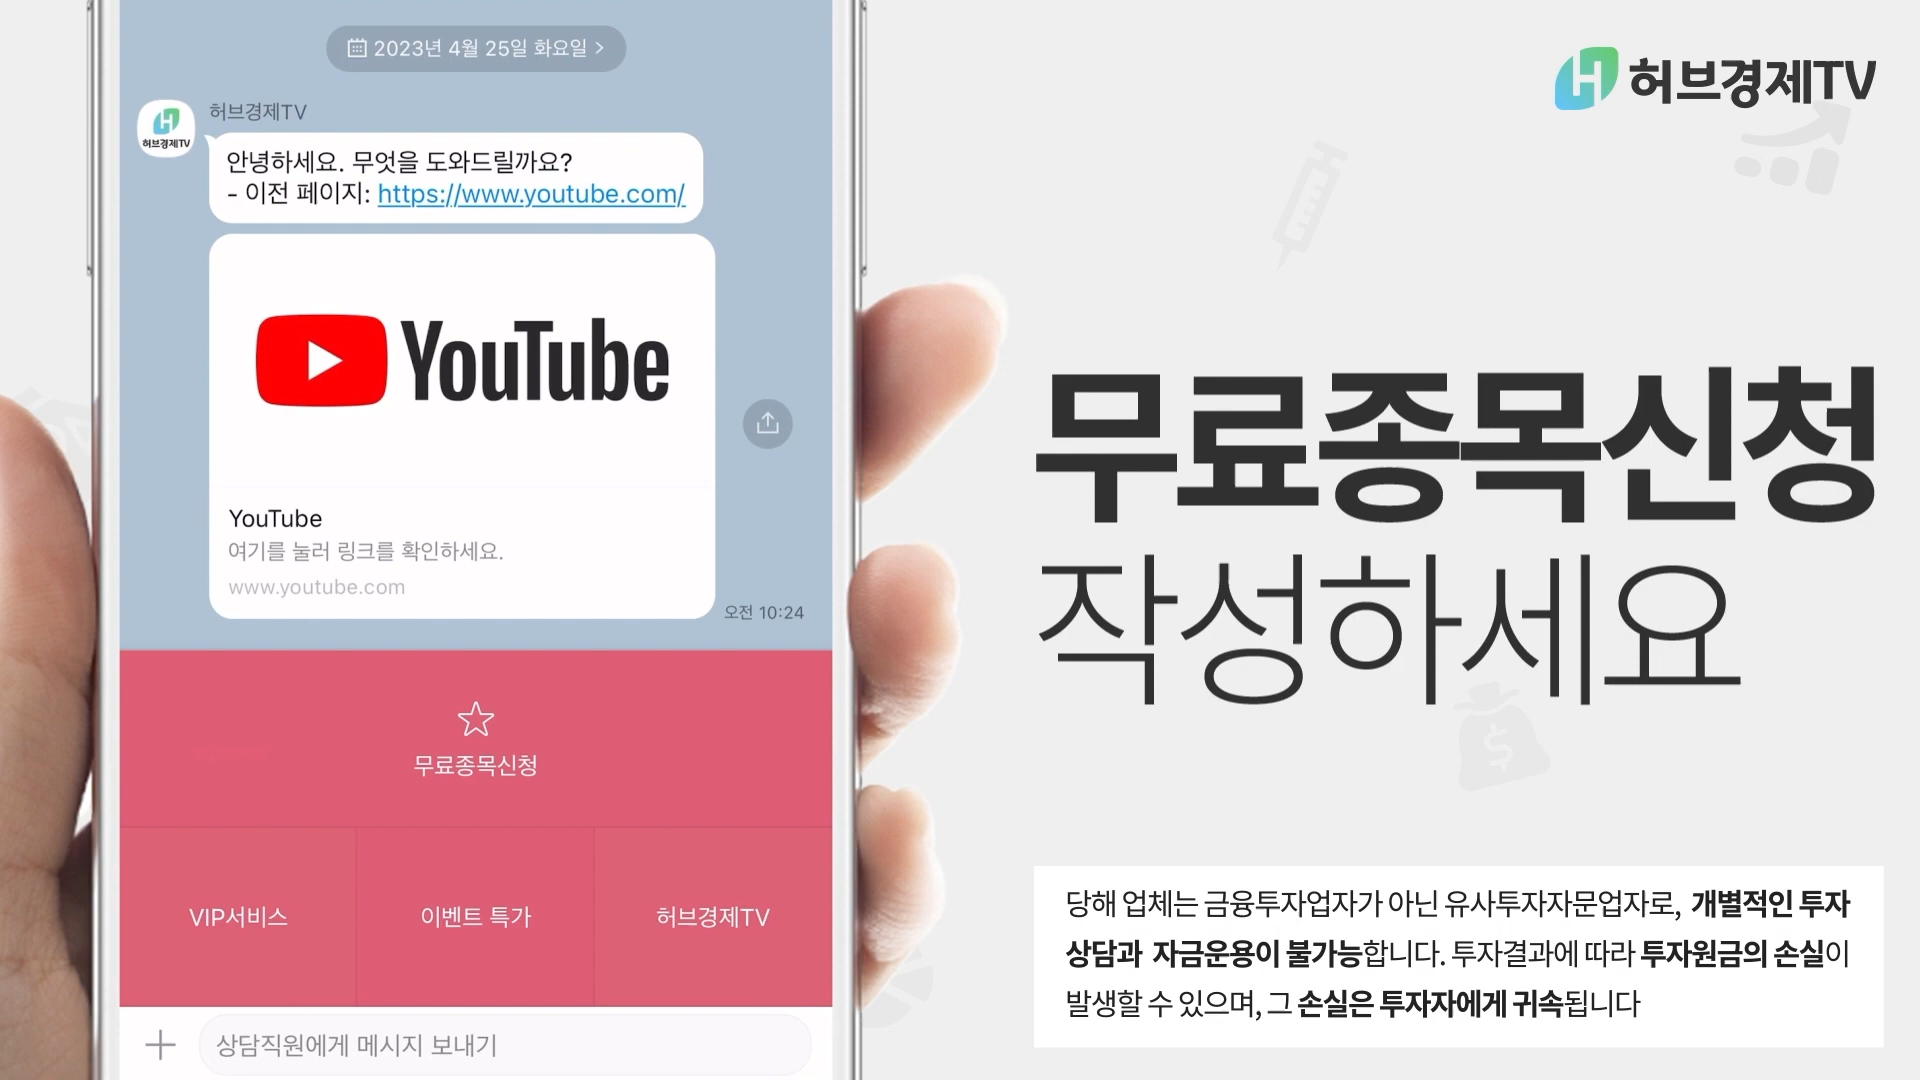 2023년 4월 25일 화요일 >
허브경제TV
허브경제TV
안녕하세요. 무엇을 도와드릴까요?
- 이전 페이지: https://www.youtube.com/
YouTube
YouTube
여기를 눌러 링크를 확인하세요.
www.youtube.com
오전 10:24
무료종목신청
VIP서비스
이벤트 특가
허브경제TV
상담직원에게 메시지 보내기
허브경제TV
무료종목신청
작성하세요
당해 업체는 금융투자업자가 아닌 유사투자자문업자로, 개별적인 투자
상담과 자금운용이 불가능합니다. 투자결과에 따라 투자원금의 손실이
발생할 수 있으며, 그 손실은 투자자에게 귀속됩니다